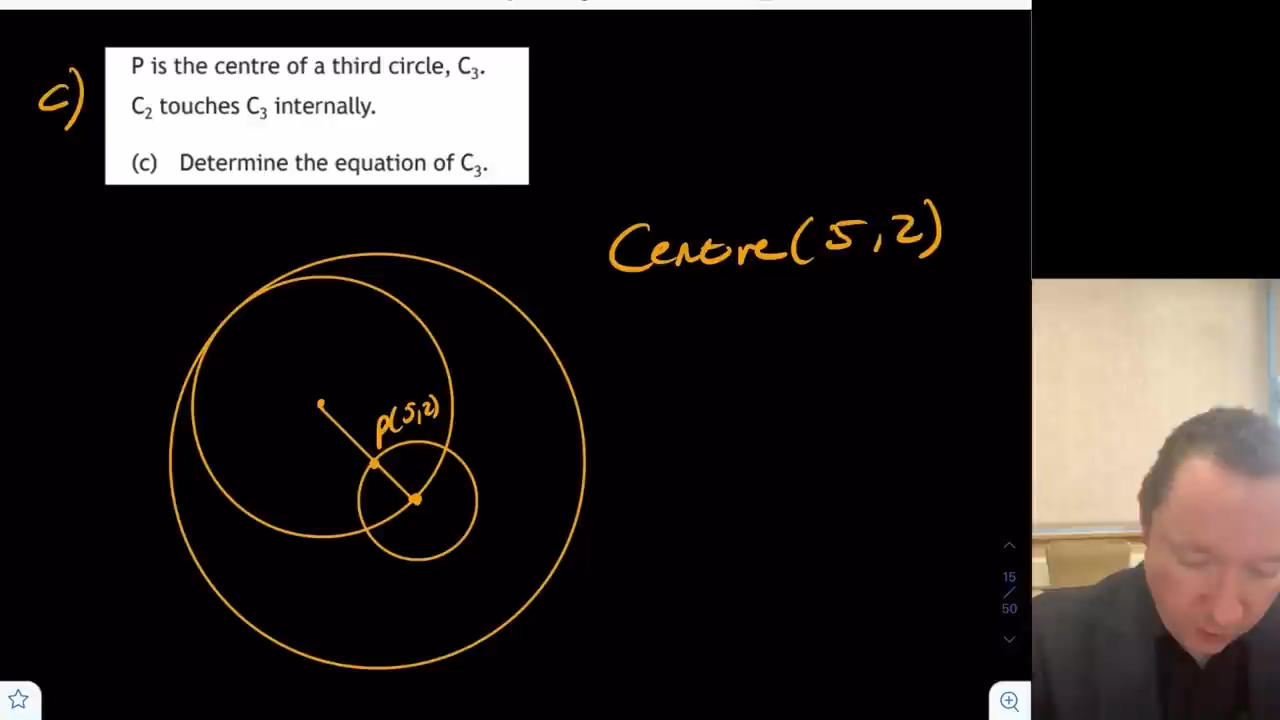 c)
P is the centre of a third circle, C₃.
C₂ touches C₃ internally.
(c) Determine the equation of C₃.
Centre (5,2)
P(5,2)
15
/
50